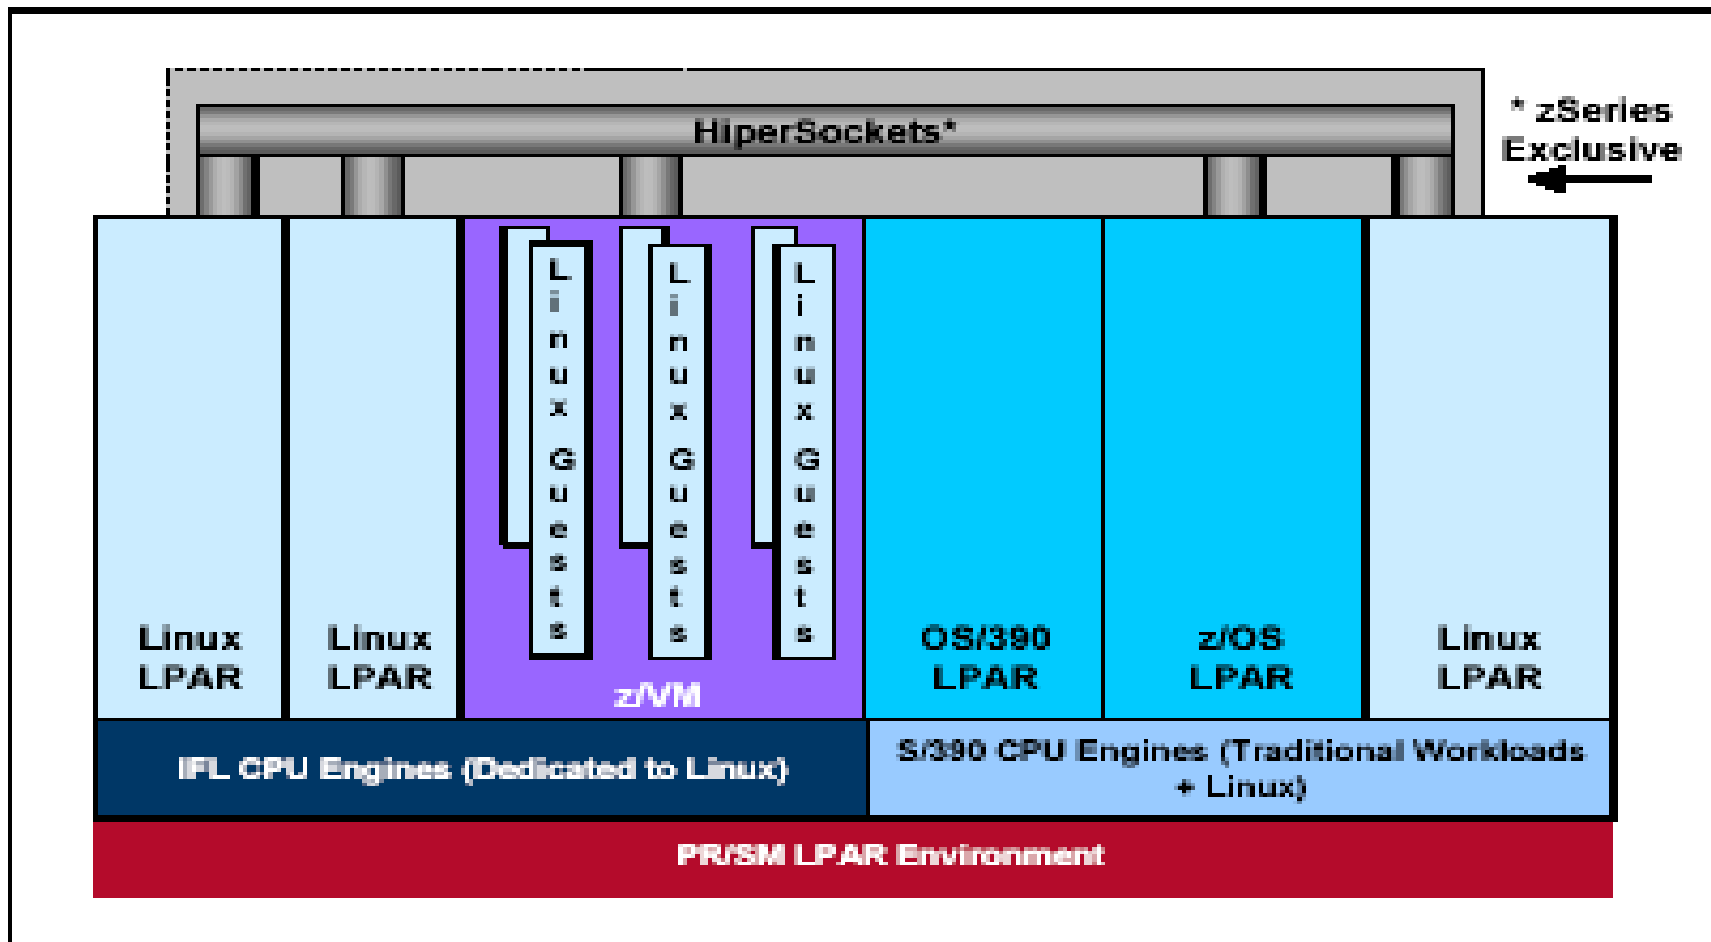 HiperSockets*
* zSeries
Exclusive
Linux Guests
Linux Guests
Linux Guests
Linux
LPAR
Linux
LPAR
z/VM
OS/390
LPAR
z/OS
LPAR
Linux
LPAR
IFL CPU Engines (Dedicated to Linux)
S/390 CPU Engines (Traditional Workloads
+ Linux)
PR/SM LPAR Environment